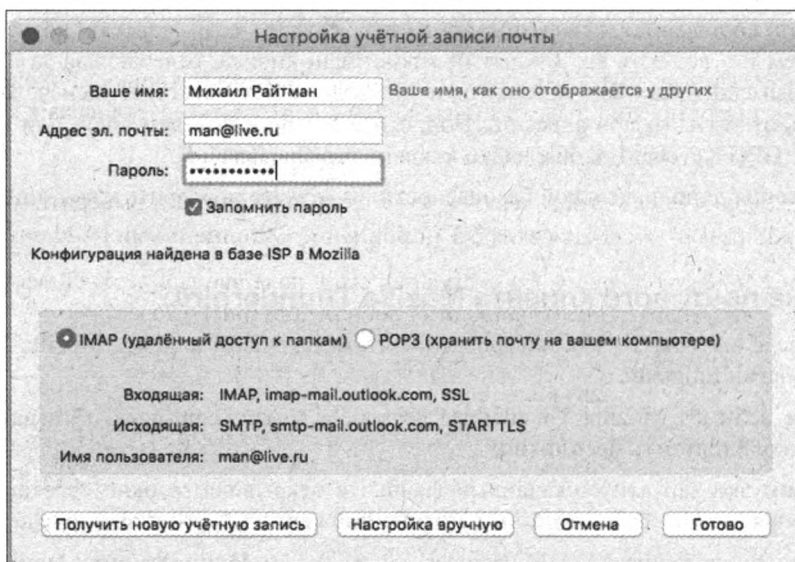 Настройка учётной записи почты
Ваше имя: Михаил Райтман Ваше имя, как оно отображается у других
Адрес эл. почты: man@live.ru
Пароль: •••••••••••
Запомнить пароль
Конфигурация найдена в базе ISP в Mozilla
IMAP (удалённый доступ к папкам) POP3 (хранить почту на вашем компьютере)
Входящая: IMAP, imap-mail.outlook.com, SSL
Исходящая: SMTP, smtp-mail.outlook.com, STARTTLS
Имя пользователя: man@live.ru
Получить новую учётную запись Настройка вручную Отмена Готово